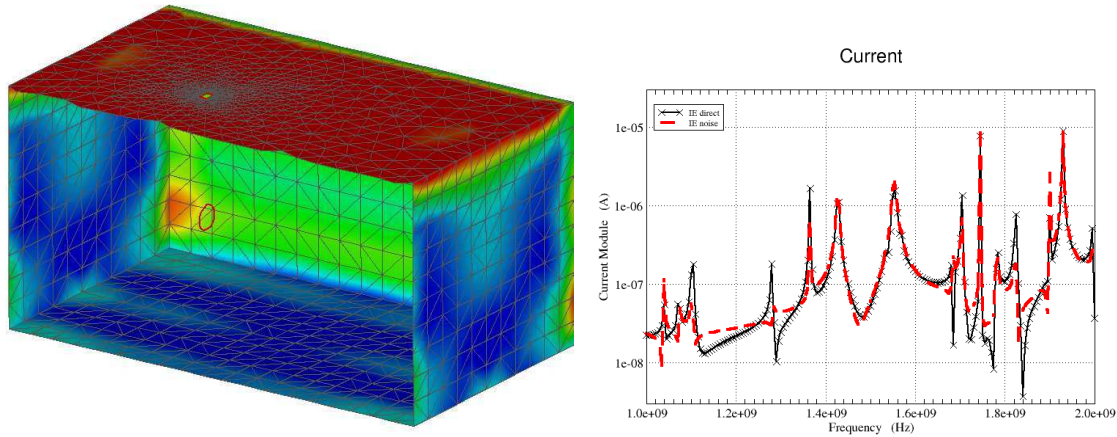 Current
IE direct
IE noise
1e-05
1e-06
1e-07
1e-08
Current Module (A)
1.0e+09 1.2e+09 1.4e+09 1.6e+09 1.8e+09 2.0e+09
Frequency (Hz)